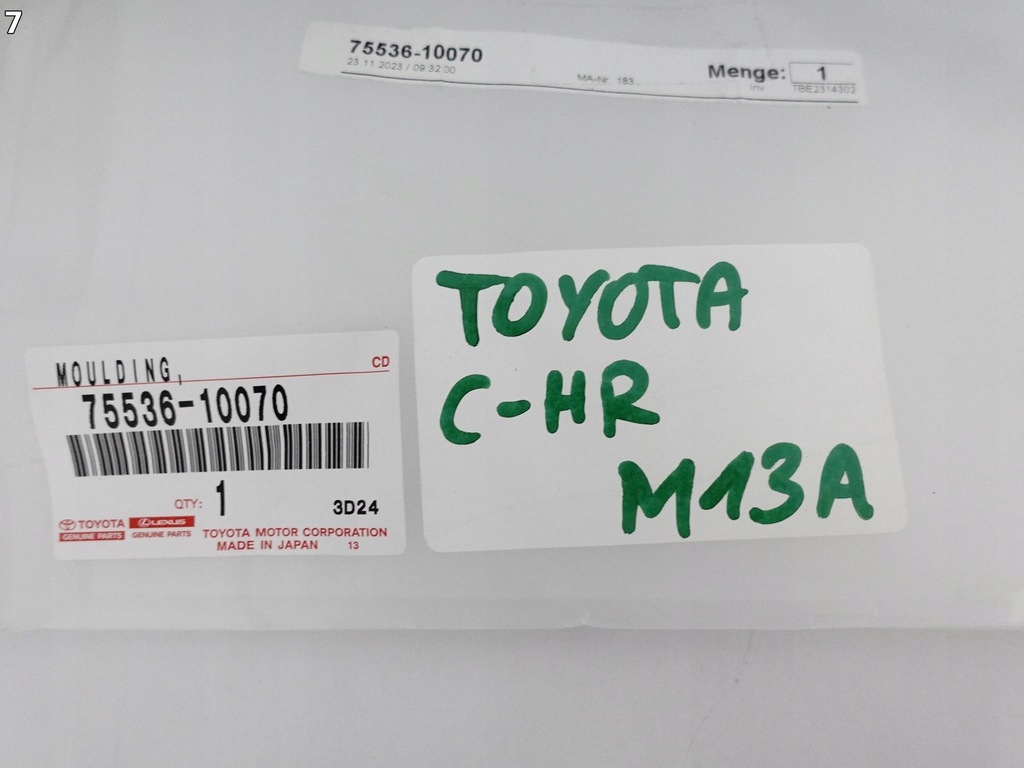 7
75536-10070
23.11.2023 / 09.32.00
MA-Nr. 183
Menge: 1
Inv TBE2314302
MOULDING,
CD
75536-10070
QTY: 1
3D24
TOYOTA LEXUS
GENUINE PARTS GENUINE PARTS
TOYOTA MOTOR CORPORATION
MADE IN JAPAN 13
TOYOTA
C-HR
M13A